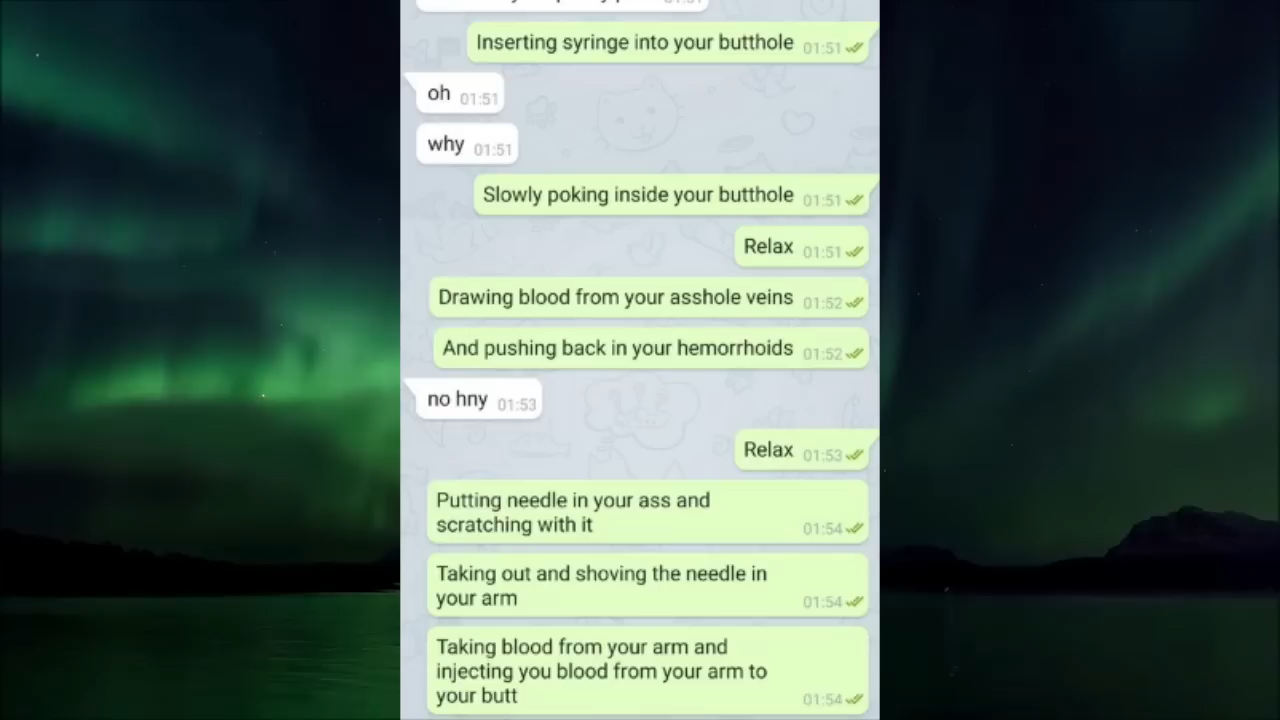 01:51
Inserting syringe into your butthole 01:51
oh 01:51
why 01:51
Slowly poking inside your butthole 01:51
Relax 01:51
Drawing blood from your asshole veins 01:52
And pushing back in your hemorrhoids 01:52
no hny 01:53
Relax 01:53
Putting needle in your ass and
scratching with it 01:54
Taking out and shoving the needle in
your arm 01:54
Taking blood from your arm and
injecting you blood from your arm to
your butt 01:54